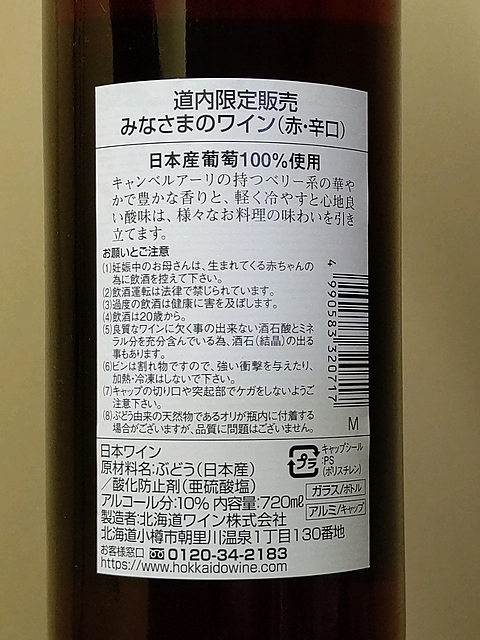 道内限定販売
みなさまのワイン(赤・辛口)
日本産葡萄100%使用
キャンベルアーリの持つベリー系の華や
かで豊かな香りと、軽く冷やすと心地良
い酸味は、様々なお料理の味わいを引き
立てます。
お願いとご注意
(1)妊娠中のお母さんは、生まれてくる赤ちゃんの
為に飲酒を控えて下さい。
(2)飲酒運転は法律で禁じられています。
(3)過度の飲酒は健康に害を及ぼします。
(4)飲酒は20歳から。
(5)良質なワインに欠く事の出来ない酒石酸とミネ
ラル分を充分含んでいる為、酒石(結晶)の出る
事もあります。
(6)ビンは割れ物ですので、強い衝撃を与えたり、
加熱・冷凍はしないで下さい。
(7)キャップの切り口や突起部でケガをしないようご
注意下さい。
(8)ぶどう由来の天然物であるオリが瓶内に付着する
場合がございますが、品質に問題はございません。
4 990583 320717
M
日本ワイン
原材料名:ぶどう(日本産)
/酸化防止剤(亜硫酸塩)
アルコール分:10% 内容量:720mℓ
製造者:北海道ワイン株式会社
北海道小樽市朝里川温泉1丁目130番地
お客様窓口 0120-34-2183
https://www.hokkaidowine.com
プラ
キャップシール
:PS
(ポリスチレン)
ガラス/ボトル
アルミ/キャップ